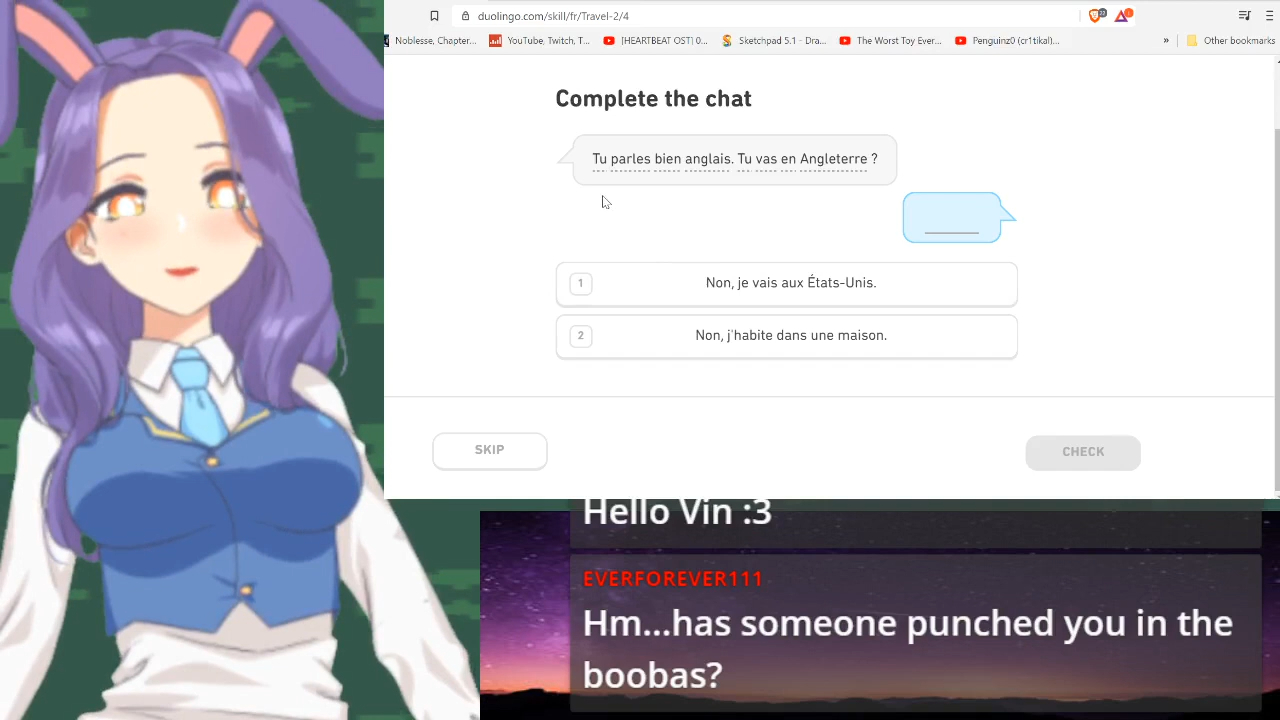 duolingo.com/skill/fr/Travel-2/4
Noblesse, Chapter... YouTube, Twitch, T... [HEARTBEAT OST] 0... Sketchpad 5.1 - Dra... The Worst Toy Ever... Penguinz0 (cr1tikal)... » Other bookmarks
Complete the chat
Tu parles bien anglais. Tu vas en Angleterre ?
1 Non, je vais aux États-Unis.
2 Non, j'habite dans une maison.
SKIP CHECK
Hello Vin :3
EVERFOREVER111
Hm...has someone punched you in the
boobas?